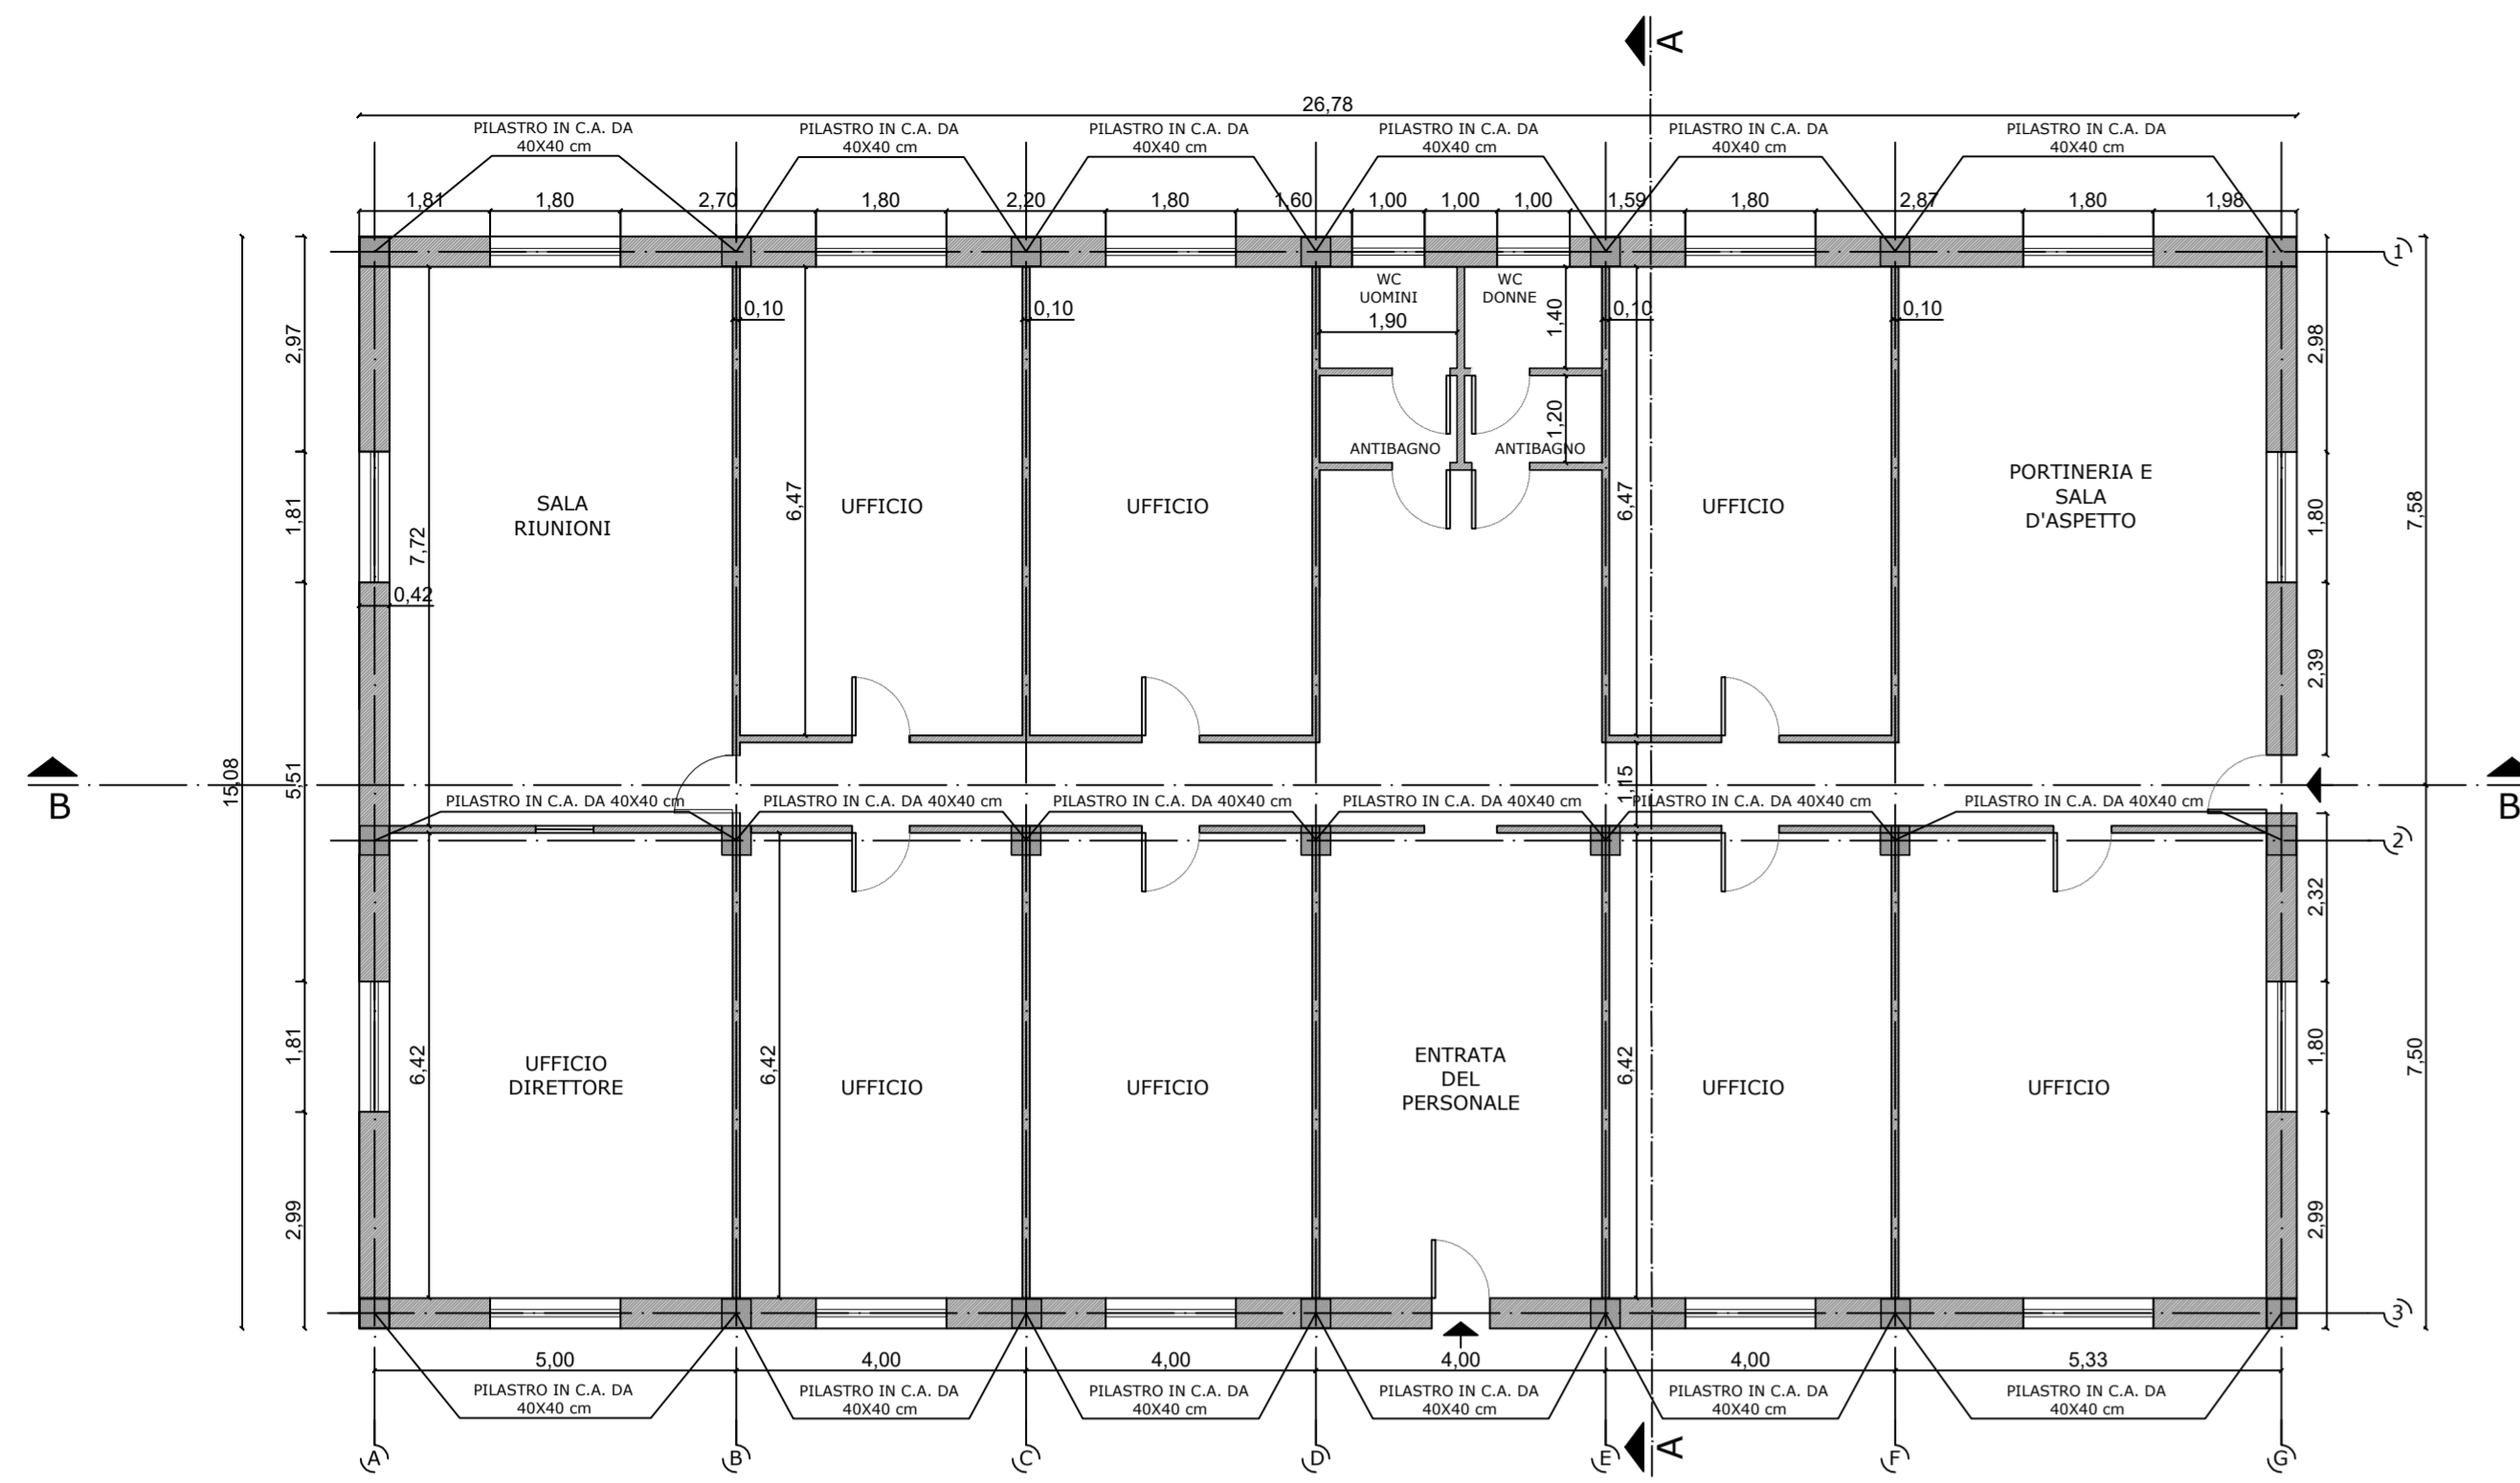 A
26,78
PILASTRO IN C.A. DA
40X40 cm
PILASTRO IN C.A. DA
40X40 cm
PILASTRO IN C.A. DA
40X40 cm
PILASTRO IN C.A. DA
40X40 cm
PILASTRO IN C.A. DA
40X40 cm
PILASTRO IN C.A. DA
40X40 cm
1,81 1,80 2,70 1,80 2,20 1,80 1,60 1,00 1,00 1,00 1,59 1,80 2,87 1,80 1,98
1
WC
UOMINI
1,90
WC
DONNE
1,40
0,10 0,10 0,10 0,10
2,97
2,98
1,20
ANTIBAGNO
ANTIBAGNO
SALA
RIUNIONI
6,47
UFFICIO
UFFICIO
6,47
UFFICIO
PORTINERIA E
SALA
D'ASPETTO
1,81
7,72
0,42
1,80
7,58
2,39
15,08
5,51
1,15
B
B
PILASTRO IN C.A. DA 40X40 cm
PILASTRO IN C.A. DA 40X40 cm
PILASTRO IN C.A. DA 40X40 cm
PILASTRO IN C.A. DA 40X40 cm
PILASTRO IN C.A. DA 40X40 cm
PILASTRO IN C.A. DA 40X40 cm
2
2,32
1,81
6,42
UFFICIO
DIRETTORE
6,42
UFFICIO
UFFICIO
ENTRATA
DEL
PERSONALE
6,42
UFFICIO
UFFICIO
1,80
7,50
2,99
2,99
3
5,00 4,00 4,00 4,00 4,00 5,33
PILASTRO IN C.A. DA
40X40 cm
PILASTRO IN C.A. DA
40X40 cm
PILASTRO IN C.A. DA
40X40 cm
PILASTRO IN C.A. DA
40X40 cm
PILASTRO IN C.A. DA
40X40 cm
PILASTRO IN C.A. DA
40X40 cm
A
A B C D E F G